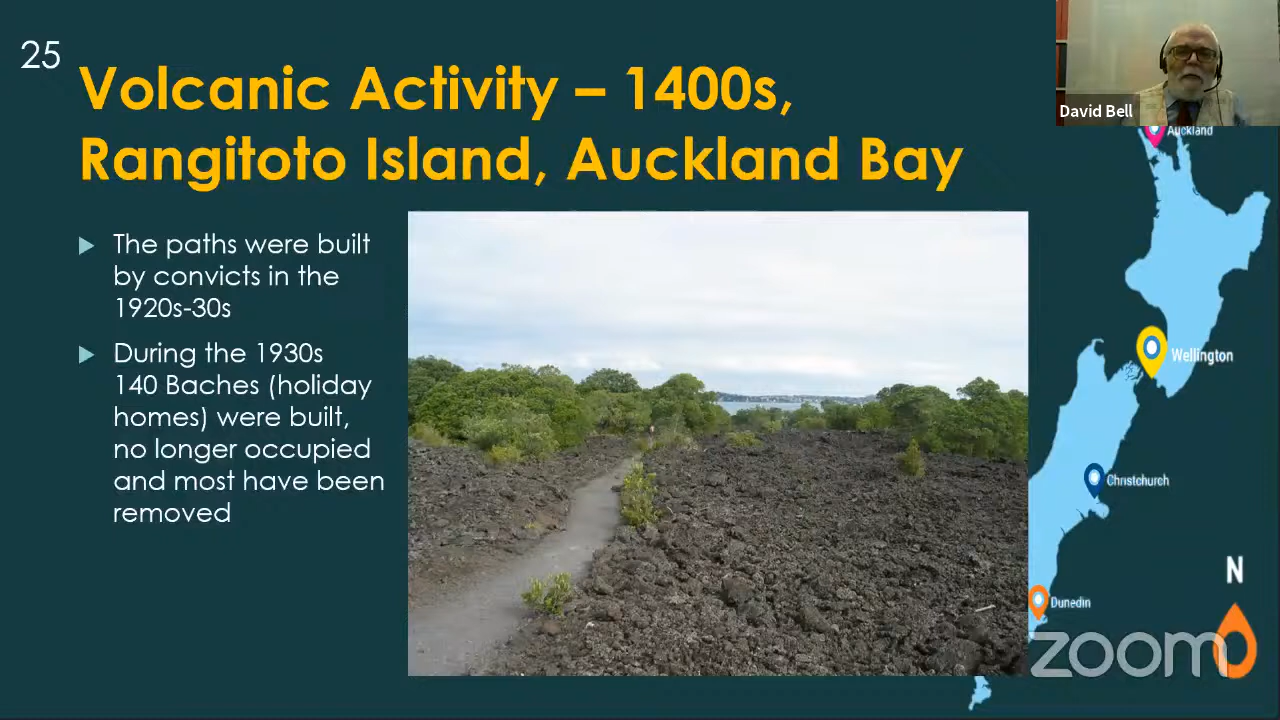 25
Volcanic Activity – 1400s,
Rangitoto Island, Auckland Bay
David Bell
Auckland
The paths were built
by convicts in the
1920s-30s
During the 1930s
140 Baches (holiday
homes) were built,
no longer occupied
and most have been
removed
Wellington
Christchurch
N
Dunedin
zoom